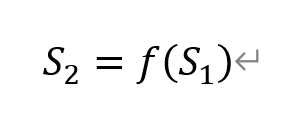 S₂ = f(S₁)↵